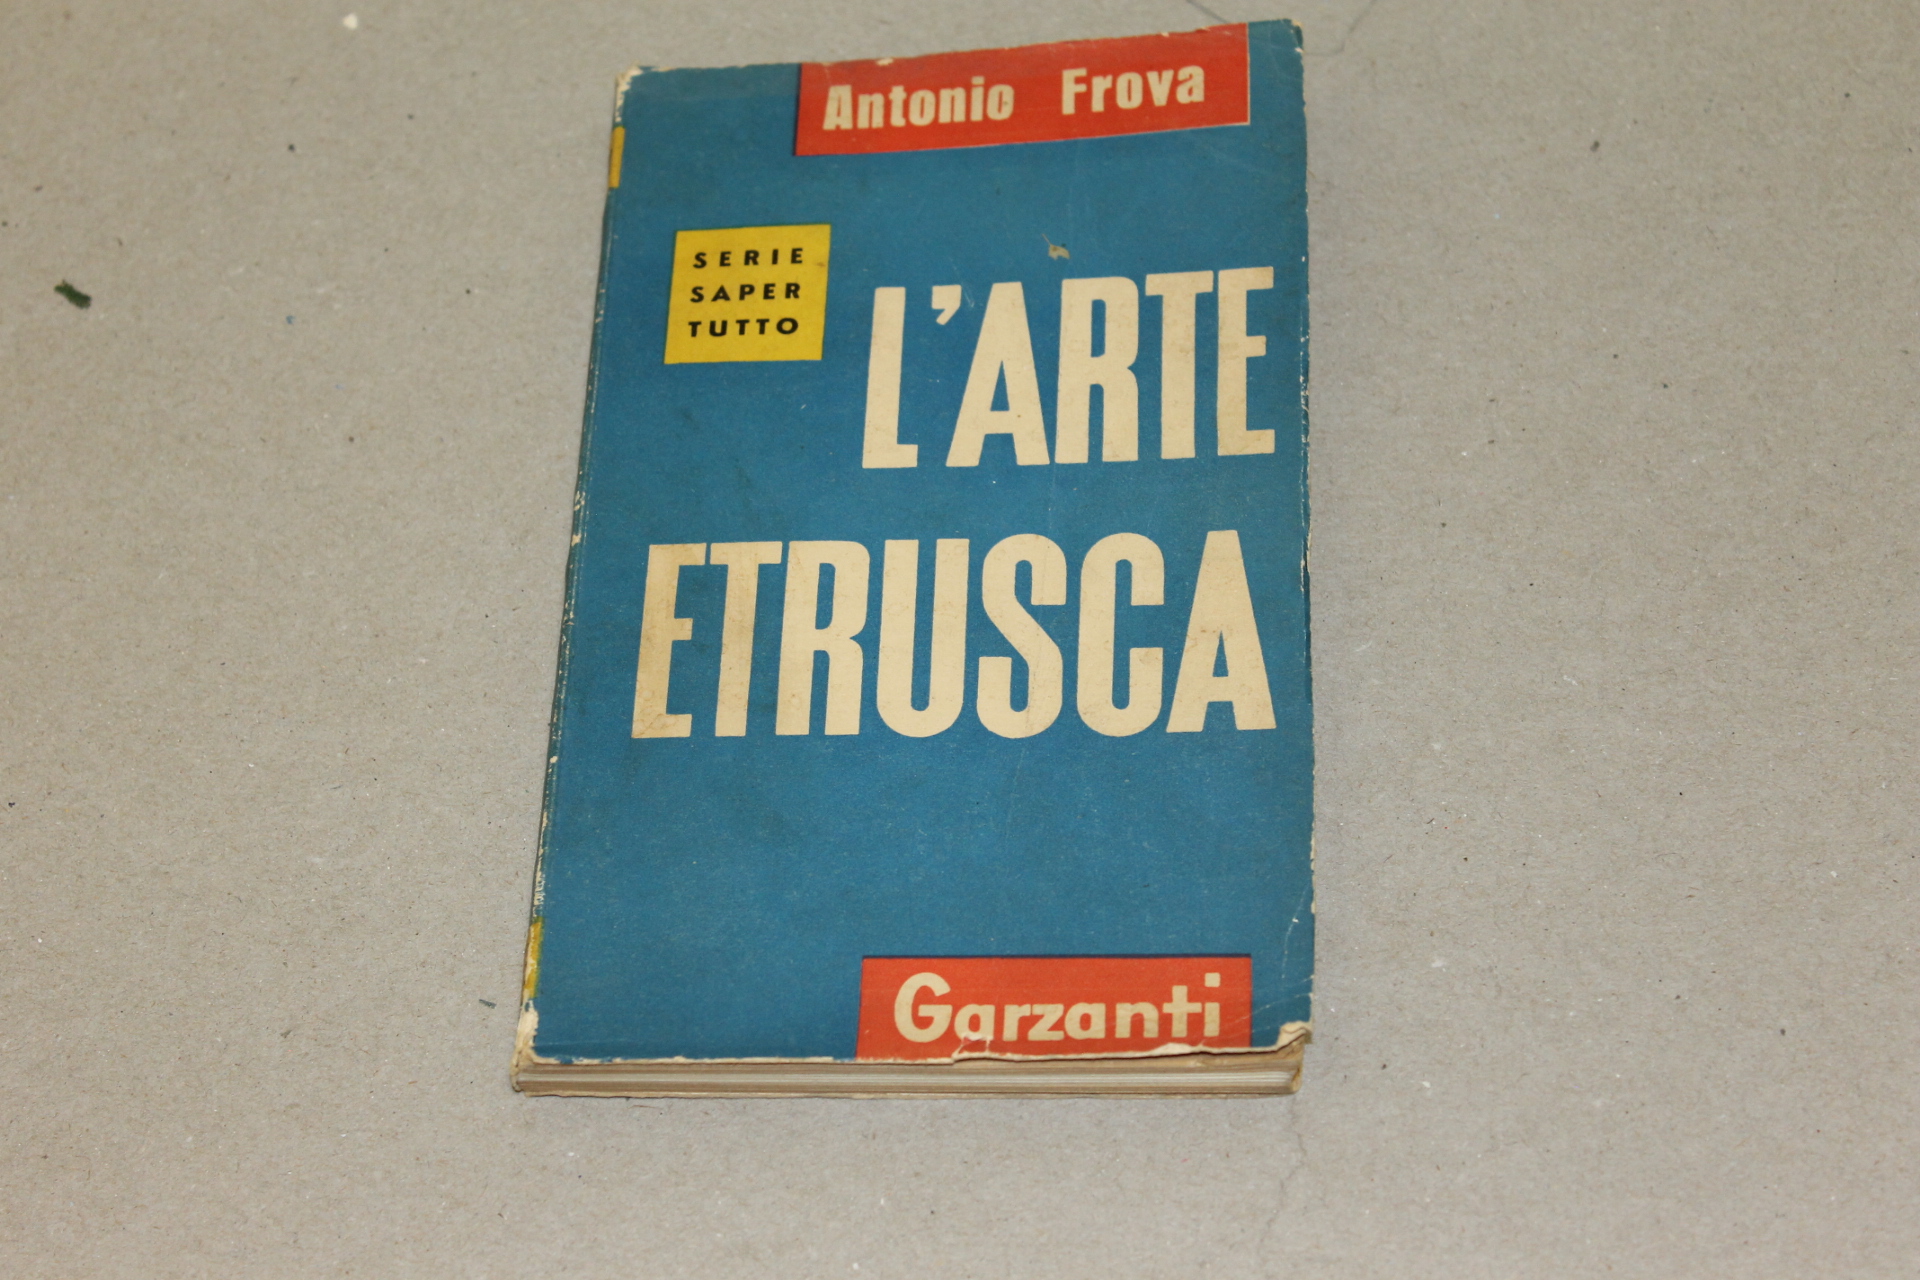 Antonio Frova
SERIE
SAPER
TUTTO
L'ARTE
ETRUSCA
Garzanti